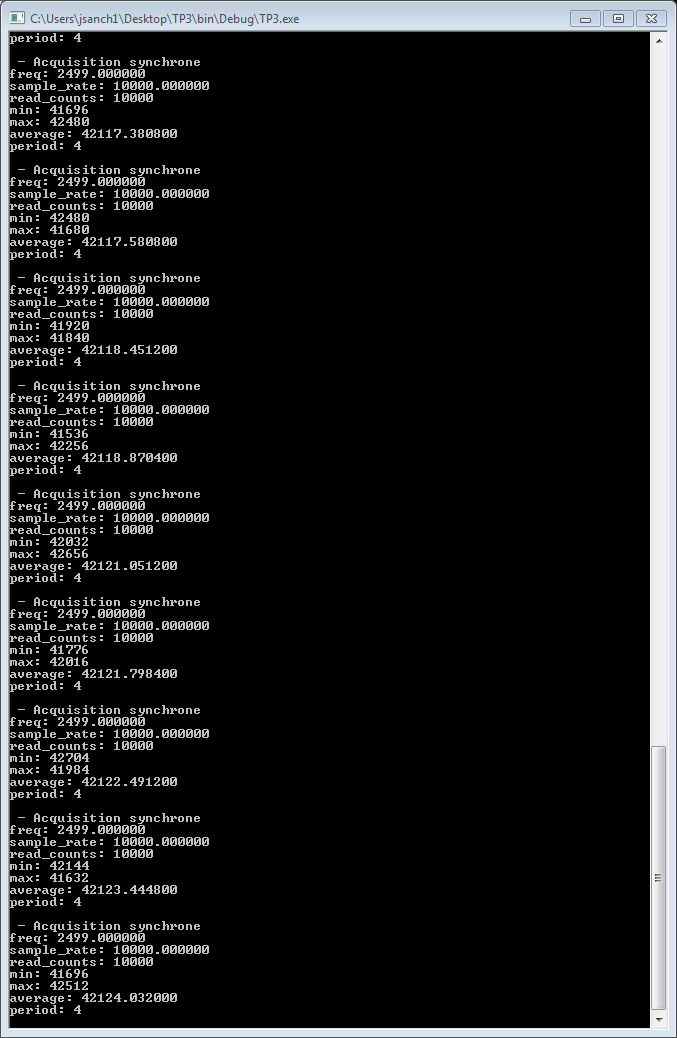 C:\Users\jsanch1\Desktop\TP3\bin\Debug\TP3.exe
period: 4
- Acquisition synchrone
freq: 2499.000000
sample_rate: 10000.000000
read_counts: 10000
min: 41696
max: 42480
average: 42117.380800
period: 4
- Acquisition synchrone
freq: 2499.000000
sample_rate: 10000.000000
read_counts: 10000
min: 42480
max: 41680
average: 42117.580800
period: 4
- Acquisition synchrone
freq: 2499.000000
sample_rate: 10000.000000
read_counts: 10000
min: 41920
max: 41840
average: 42118.451200
period: 4
- Acquisition synchrone
freq: 2499.000000
sample_rate: 10000.000000
read_counts: 10000
min: 41536
max: 42256
average: 42118.870400
period: 4
- Acquisition synchrone
freq: 2499.000000
sample_rate: 10000.000000
read_counts: 10000
min: 42032
max: 42656
average: 42121.051200
period: 4
- Acquisition synchrone
freq: 2499.000000
sample_rate: 10000.000000
read_counts: 10000
min: 41776
max: 42016
average: 42121.798400
period: 4
- Acquisition synchrone
freq: 2499.000000
sample_rate: 10000.000000
read_counts: 10000
min: 42704
max: 41984
average: 42122.491200
period: 4
- Acquisition synchrone
freq: 2499.000000
sample_rate: 10000.000000
read_counts: 10000
min: 42144
max: 41632
average: 42123.444800
period: 4
- Acquisition synchrone
freq: 2499.000000
sample_rate: 10000.000000
read_counts: 10000
min: 41696
max: 42512
average: 42124.032000
period: 4